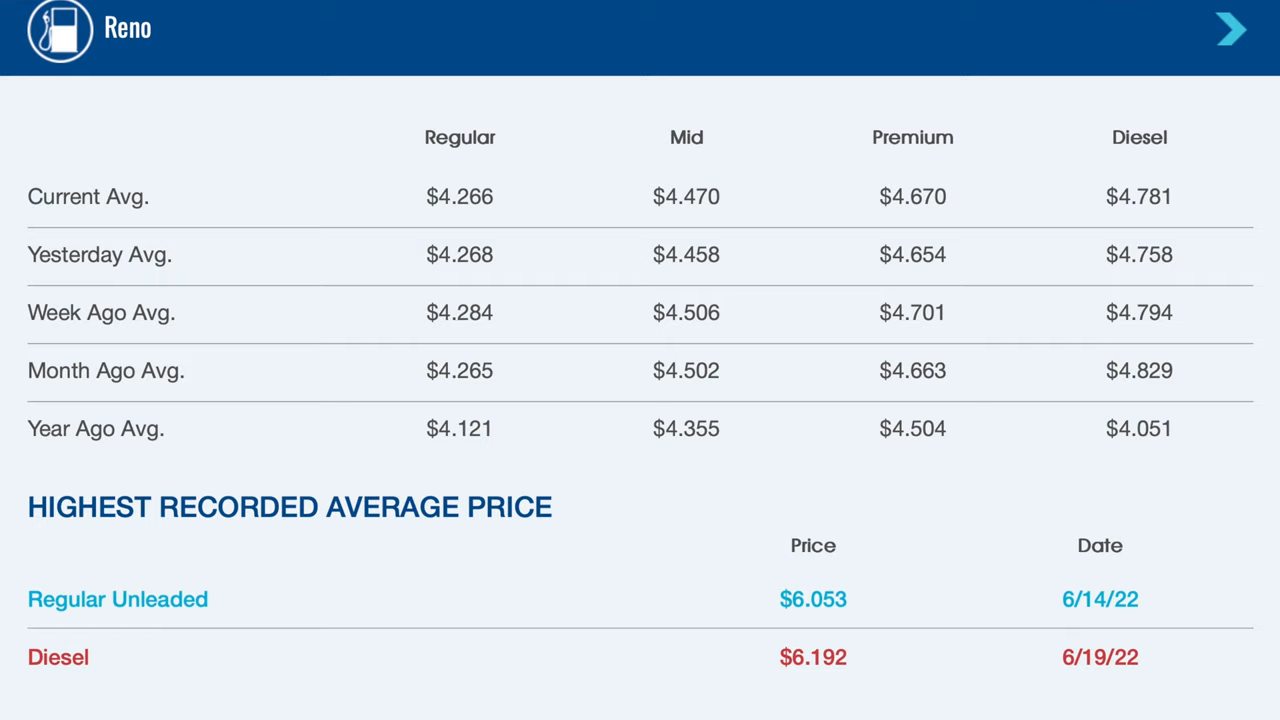 Reno
Regular Mid Premium Diesel
Current Avg. $4.266 $4.470 $4.670 $4.781
Yesterday Avg. $4.268 $4.458 $4.654 $4.758
Week Ago Avg. $4.284 $4.506 $4.701 $4.794
Month Ago Avg. $4.265 $4.502 $4.663 $4.829
Year Ago Avg. $4.121 $4.355 $4.504 $4.051
HIGHEST RECORDED AVERAGE PRICE
Price Date
Regular Unleaded $6.053 6/14/22
Diesel $6.192 6/19/22